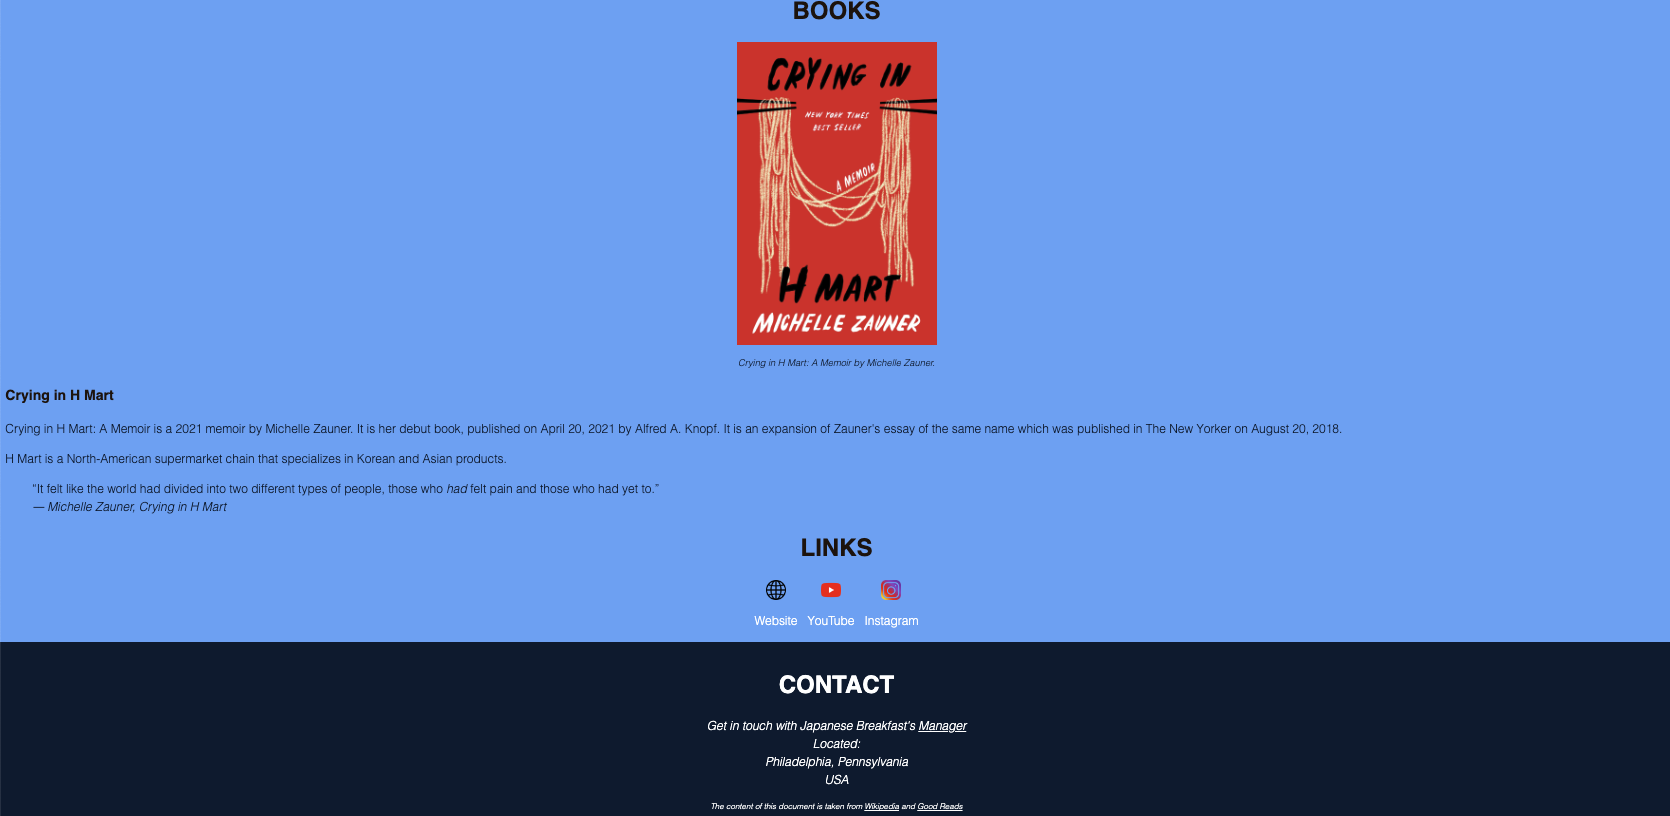 BOOKS
CRYING IN
NEW YORK TIMES
BEST SELLER
A MEMOIR
H MART
MICHELLE ZAUNER
Crying in H Mart: A Memoir by Michelle Zauner.
Crying in H Mart
Crying in H Mart: A Memoir is a 2021 memoir by Michelle Zauner. It is her debut book, published on April 20, 2021 by Alfred A. Knopf. It is an expansion of Zauner's essay of the same name which was published in The New Yorker on August 20, 2018.
H Mart is a North-American supermarket chain that specializes in Korean and Asian products.
“It felt like the world had divided into two different types of people, those who had felt pain and those who had yet to.”
— Michelle Zauner, Crying in H Mart
LINKS
Website YouTube Instagram
CONTACT
Get in touch with Japanese Breakfast's Manager
Located:
Philadelphia, Pennsylvania
USA
The content of this document is taken from Wikipedia and Good Reads